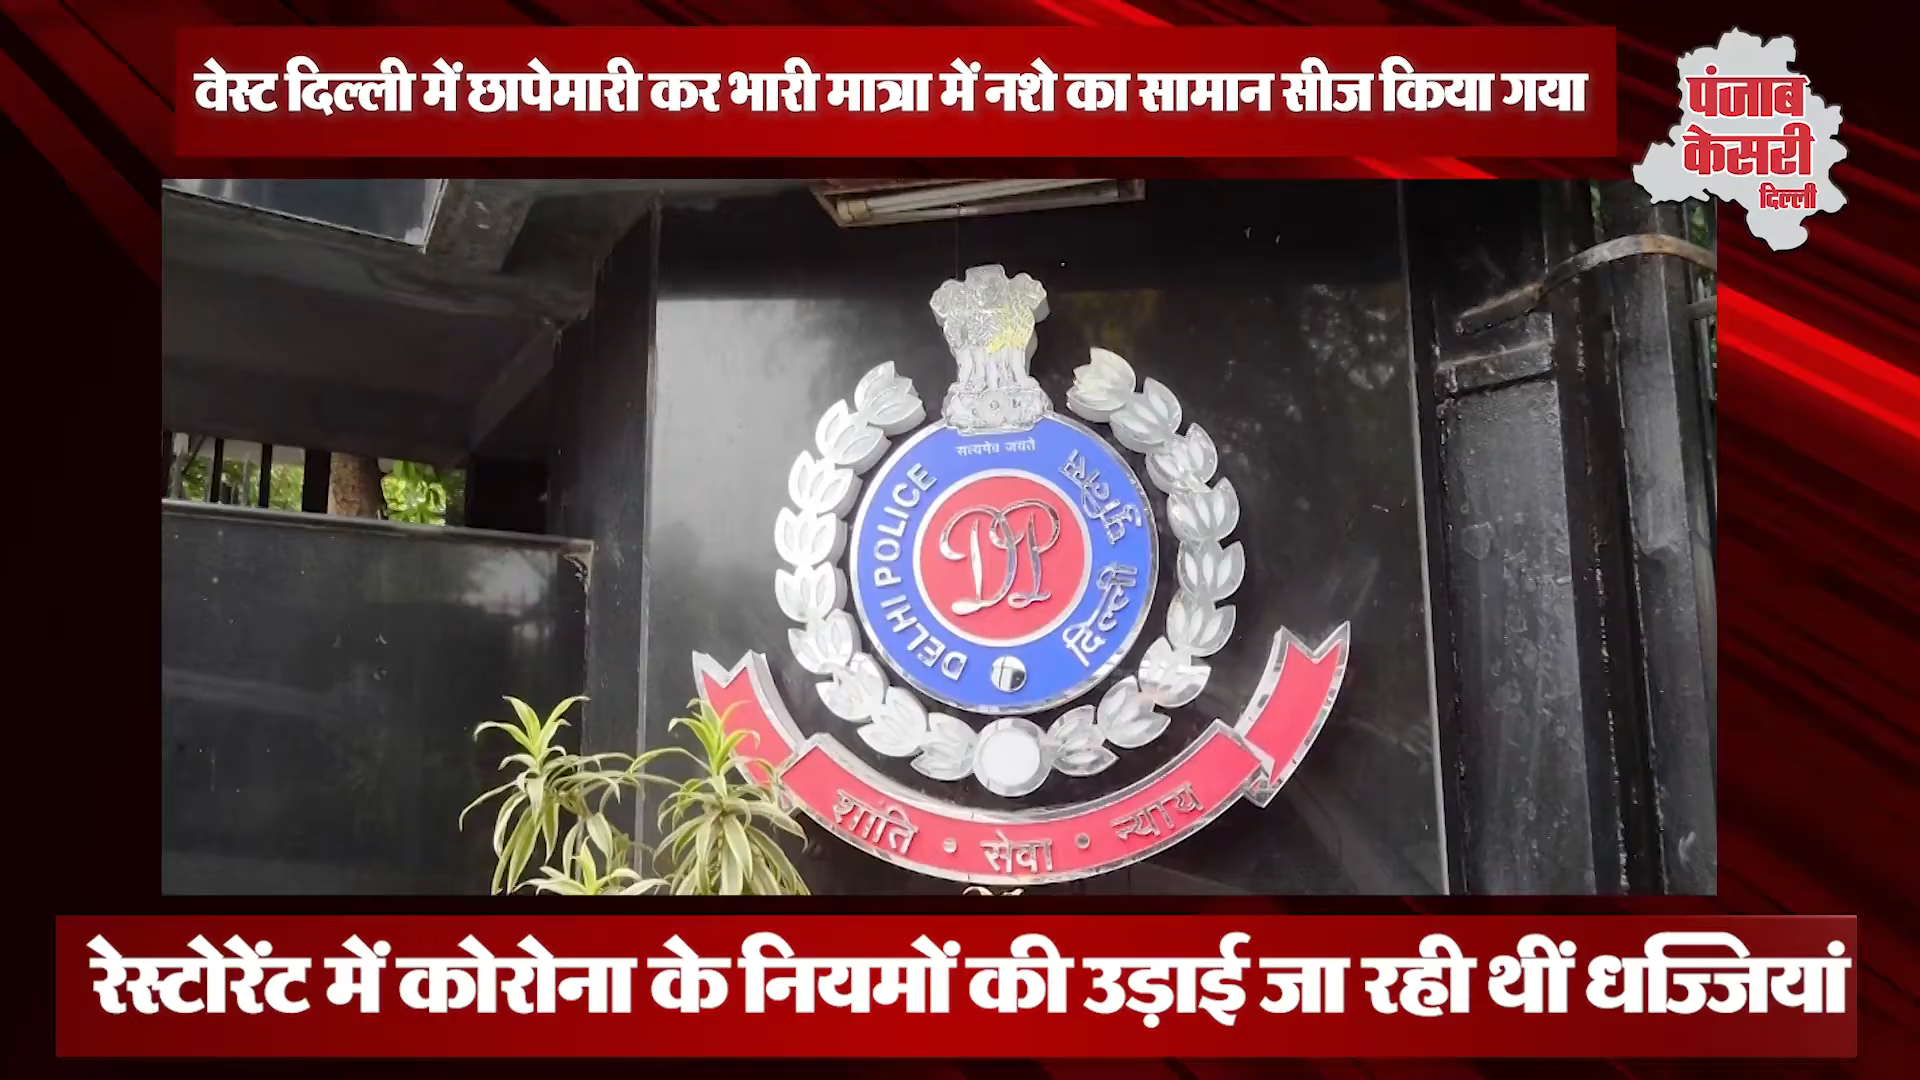 वेस्ट दिल्ली में छापेमारी कर भारी मात्रा में नशे का सामान सीज किया गया
पंजाब
केसरी
दिल्ली
सत्यमेव जयते
DELHI POLICE
दिल्ली पुलिस
DP
शांति • सेवा • न्याय
रेस्टोरेंट में कोरोना के नियमों की उड़ाई जा रही थीं धज्जियां